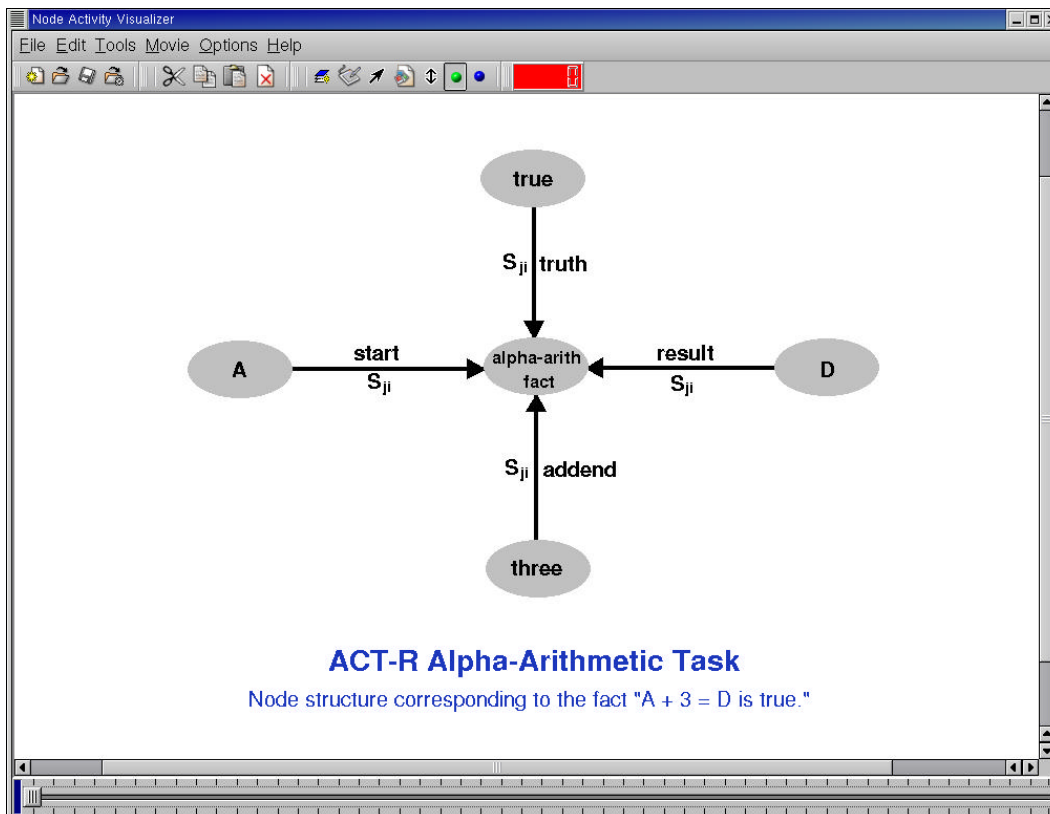 Node Activity Visualizer
File Edit Tools Movie Options Help
0
true
Sji truth
start
Sji
alpha-arith
fact
result
Sji
A
D
Sji addend
three
ACT-R Alpha-Arithmetic Task
Node structure corresponding to the fact "A + 3 = D is true."